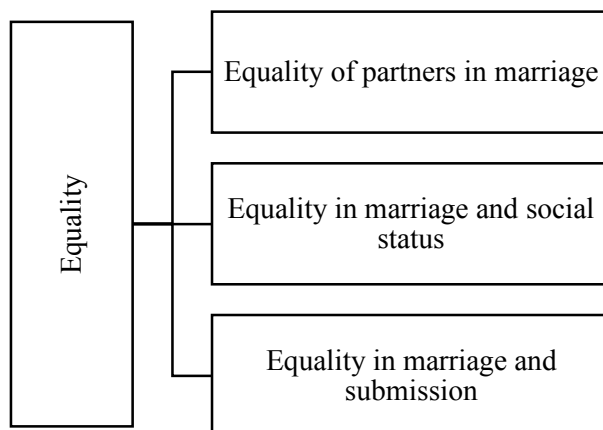 Equality
Equality of partners in marriage
Equality in marriage and social
status
Equality in marriage and
submission